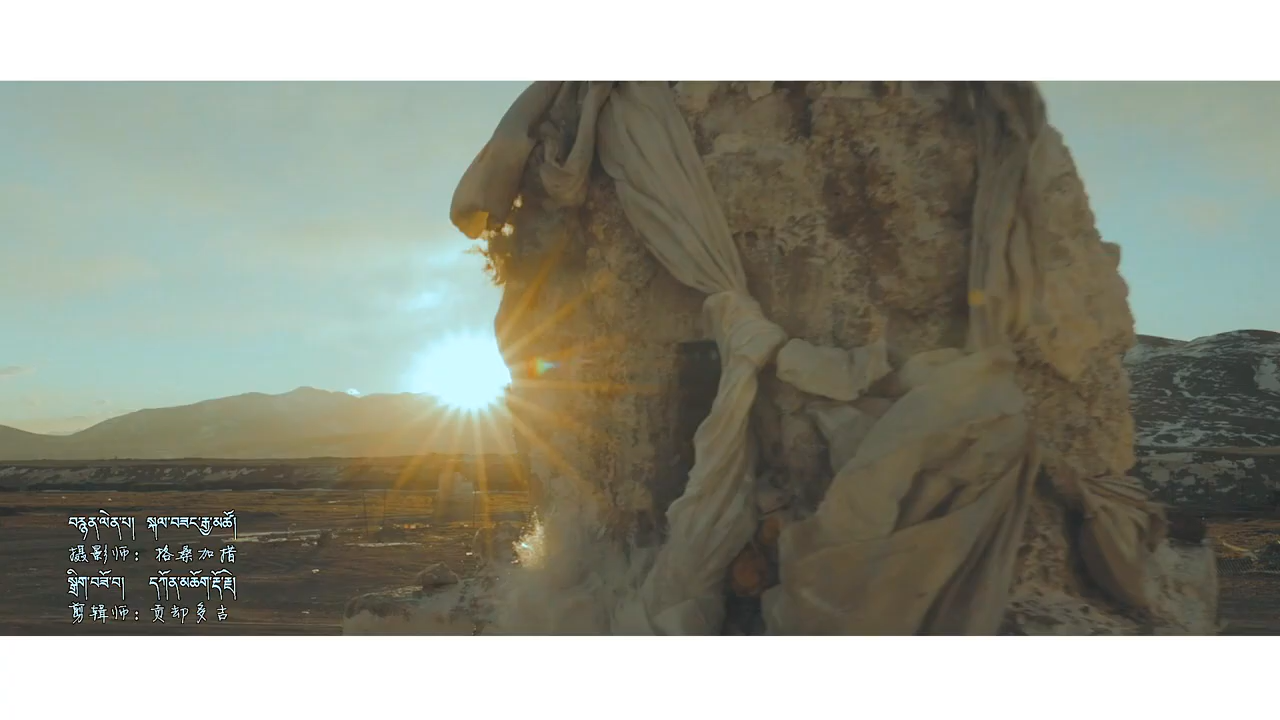 བརྙན་ལེན་པ། སྐལ་བཟང་རྒྱ་མཚོ།
摄影师：格桑加措
སྒྲིག་བཟོ་བ། དཀོན་མཆོག་རྡོ་རྗེ།
剪辑师：贡却多吉